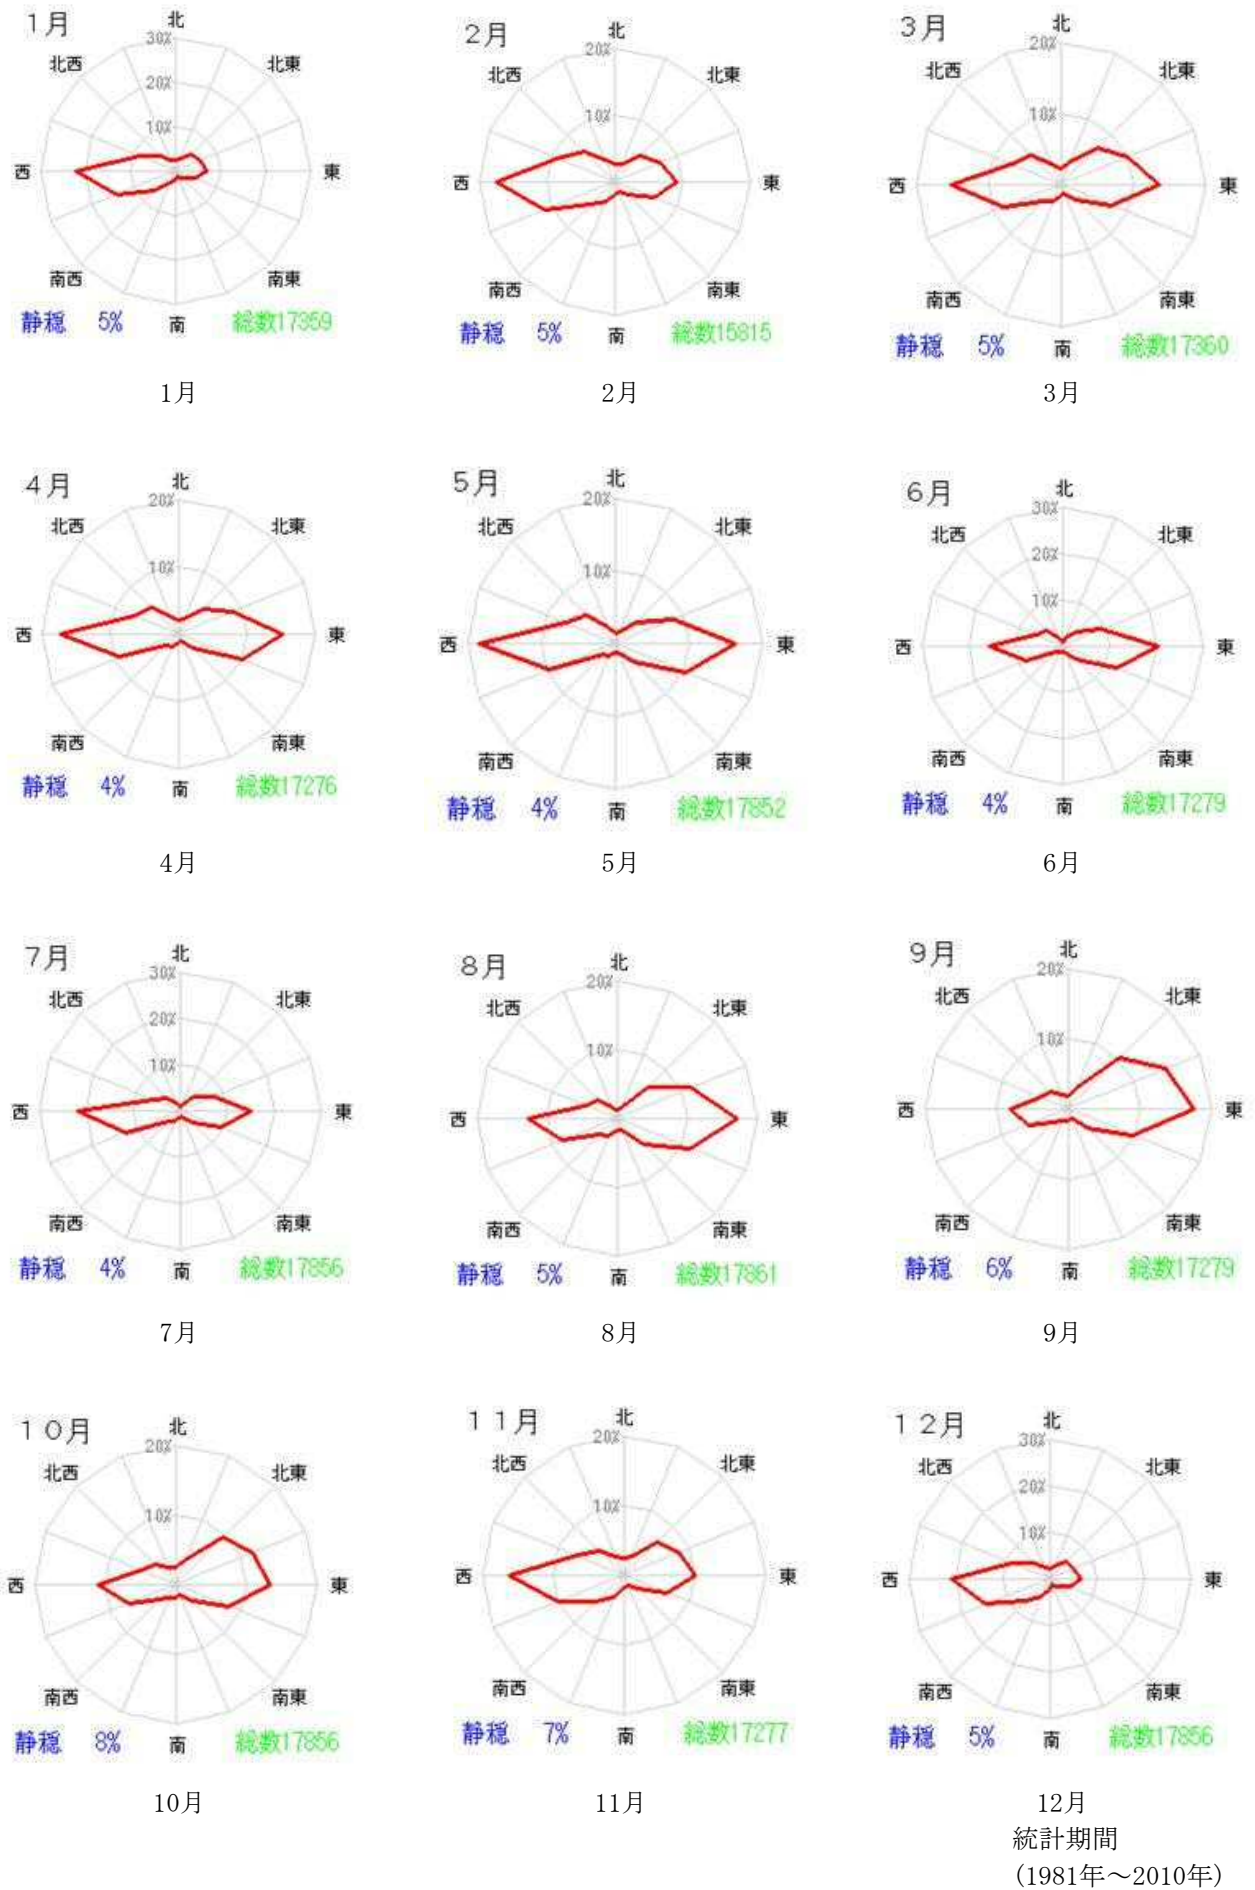 1月
北
30%
20%
10%
北西
北東
西
東
南西
南東
静穏 5%
南
総数17359
1月
2月
北
20%
10%
北西
北東
西
東
南西
南東
静穏 5%
南
総数15815
2月
3月
北
20%
10%
北西
北東
西
東
南西
南東
静穏 5%
南
総数17360
3月
4月
北
20%
10%
北西
北東
西
東
南西
南東
静穏 4%
南
総数17276
4月
5月
北
20%
10%
北西
北東
西
東
南西
南東
静穏 4%
南
総数17852
5月
6月
北
30%
20%
10%
北西
北東
西
東
南西
南東
静穏 4%
南
総数17279
6月
7月
北
30%
20%
10%
北西
北東
西
東
南西
南東
静穏 4%
南
総数17856
7月
8月
北
20%
10%
北西
北東
西
東
南西
南東
静穏 5%
南
総数17861
8月
9月
北
20%
10%
北西
北東
西
東
南西
南東
静穏 6%
南
総数17279
9月
10月
北
20%
10%
北西
北東
西
東
南西
南東
静穏 8%
南
総数17856
10月
11月
北
20%
10%
北西
北東
西
東
南西
南東
静穏 7%
南
総数17277
11月
12月
北
30%
20%
10%
北西
北東
西
東
南西
南東
静穏 5%
南
総数17856
12月
統計期間
(1981年～2010年)